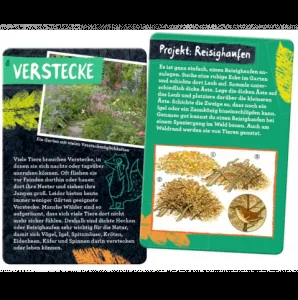 VERSTECKE
Ein Garten mit vielen Versteckmöglichkeiten
Viele Tiere brauchen Verstecke, in
denen sie sich nachts oder tagsüber
ausruhen können. Oft fliehen sie
vor Feinden dorthin oder bauen
dort ihre Nester und ziehen ihre
Jungen groß. Leider bieten heute
immer weniger Gärten geeignete
Verstecke. Manche Wälder sind so
aufgeräumt, dass sich viele Tiere dort nicht
mehr sicher fühlen. Deshalb sind dichte Hecken
oder Reisighaufen sehr wichtig für die Natur,
damit sich Vögel, Igel, Spitzmäuse, Kröten,
Eidechsen, Käfer und Spinnen darin verstecken
oder leben können.
Projekt: Reisighaufen
Es ist ganz einfach, einen Reisighaufen an-
zulegen. Suche eine ruhige Ecke im Garten
und schichte dort Laub auf. Sammle unter-
schiedlich dicke Äste. Lege die dicken Äste auf
das Laub und platziere darüber die kleineren
Äste. Schichte die Zweige so, dass noch ein
Igel oder ein Zaunkönig hineinschlüpfen kann.
Genauso gut kannst du einen Reisighaufen bei
einem Spaziergang im Wald bauen. Auch am
Waldrand werden sie von Tieren genutzt.